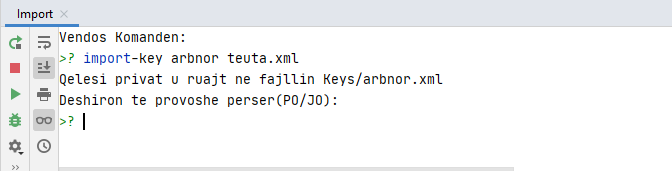 Import
Vendos Komanden:
>? import-key arbnor teuta.xml
Qelesi privat u ruajt ne fajllin Keys/arbnor.xml
Deshiron te provoshe perser(PO/JO):
>?